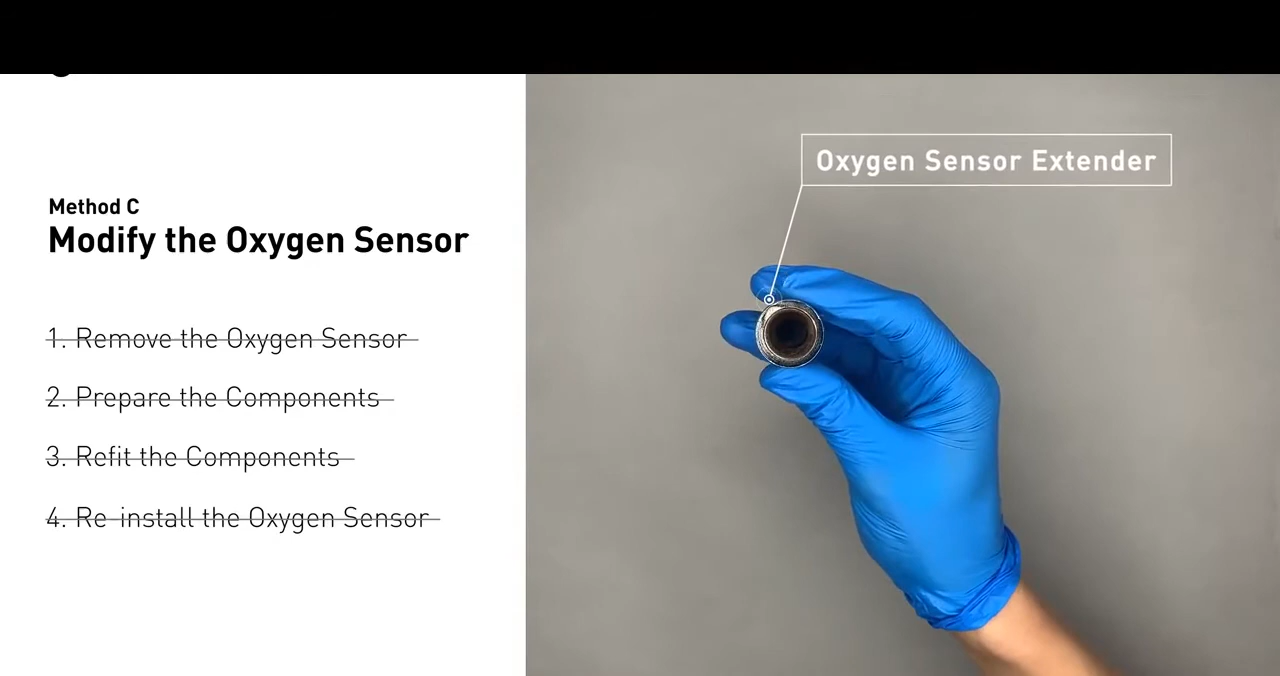 Method C
Modify the Oxygen Sensor
1. Remove the Oxygen Sensor
2. Prepare the Components
3. Refit the Components
4. Re-install the Oxygen Sensor
Oxygen Sensor Extender